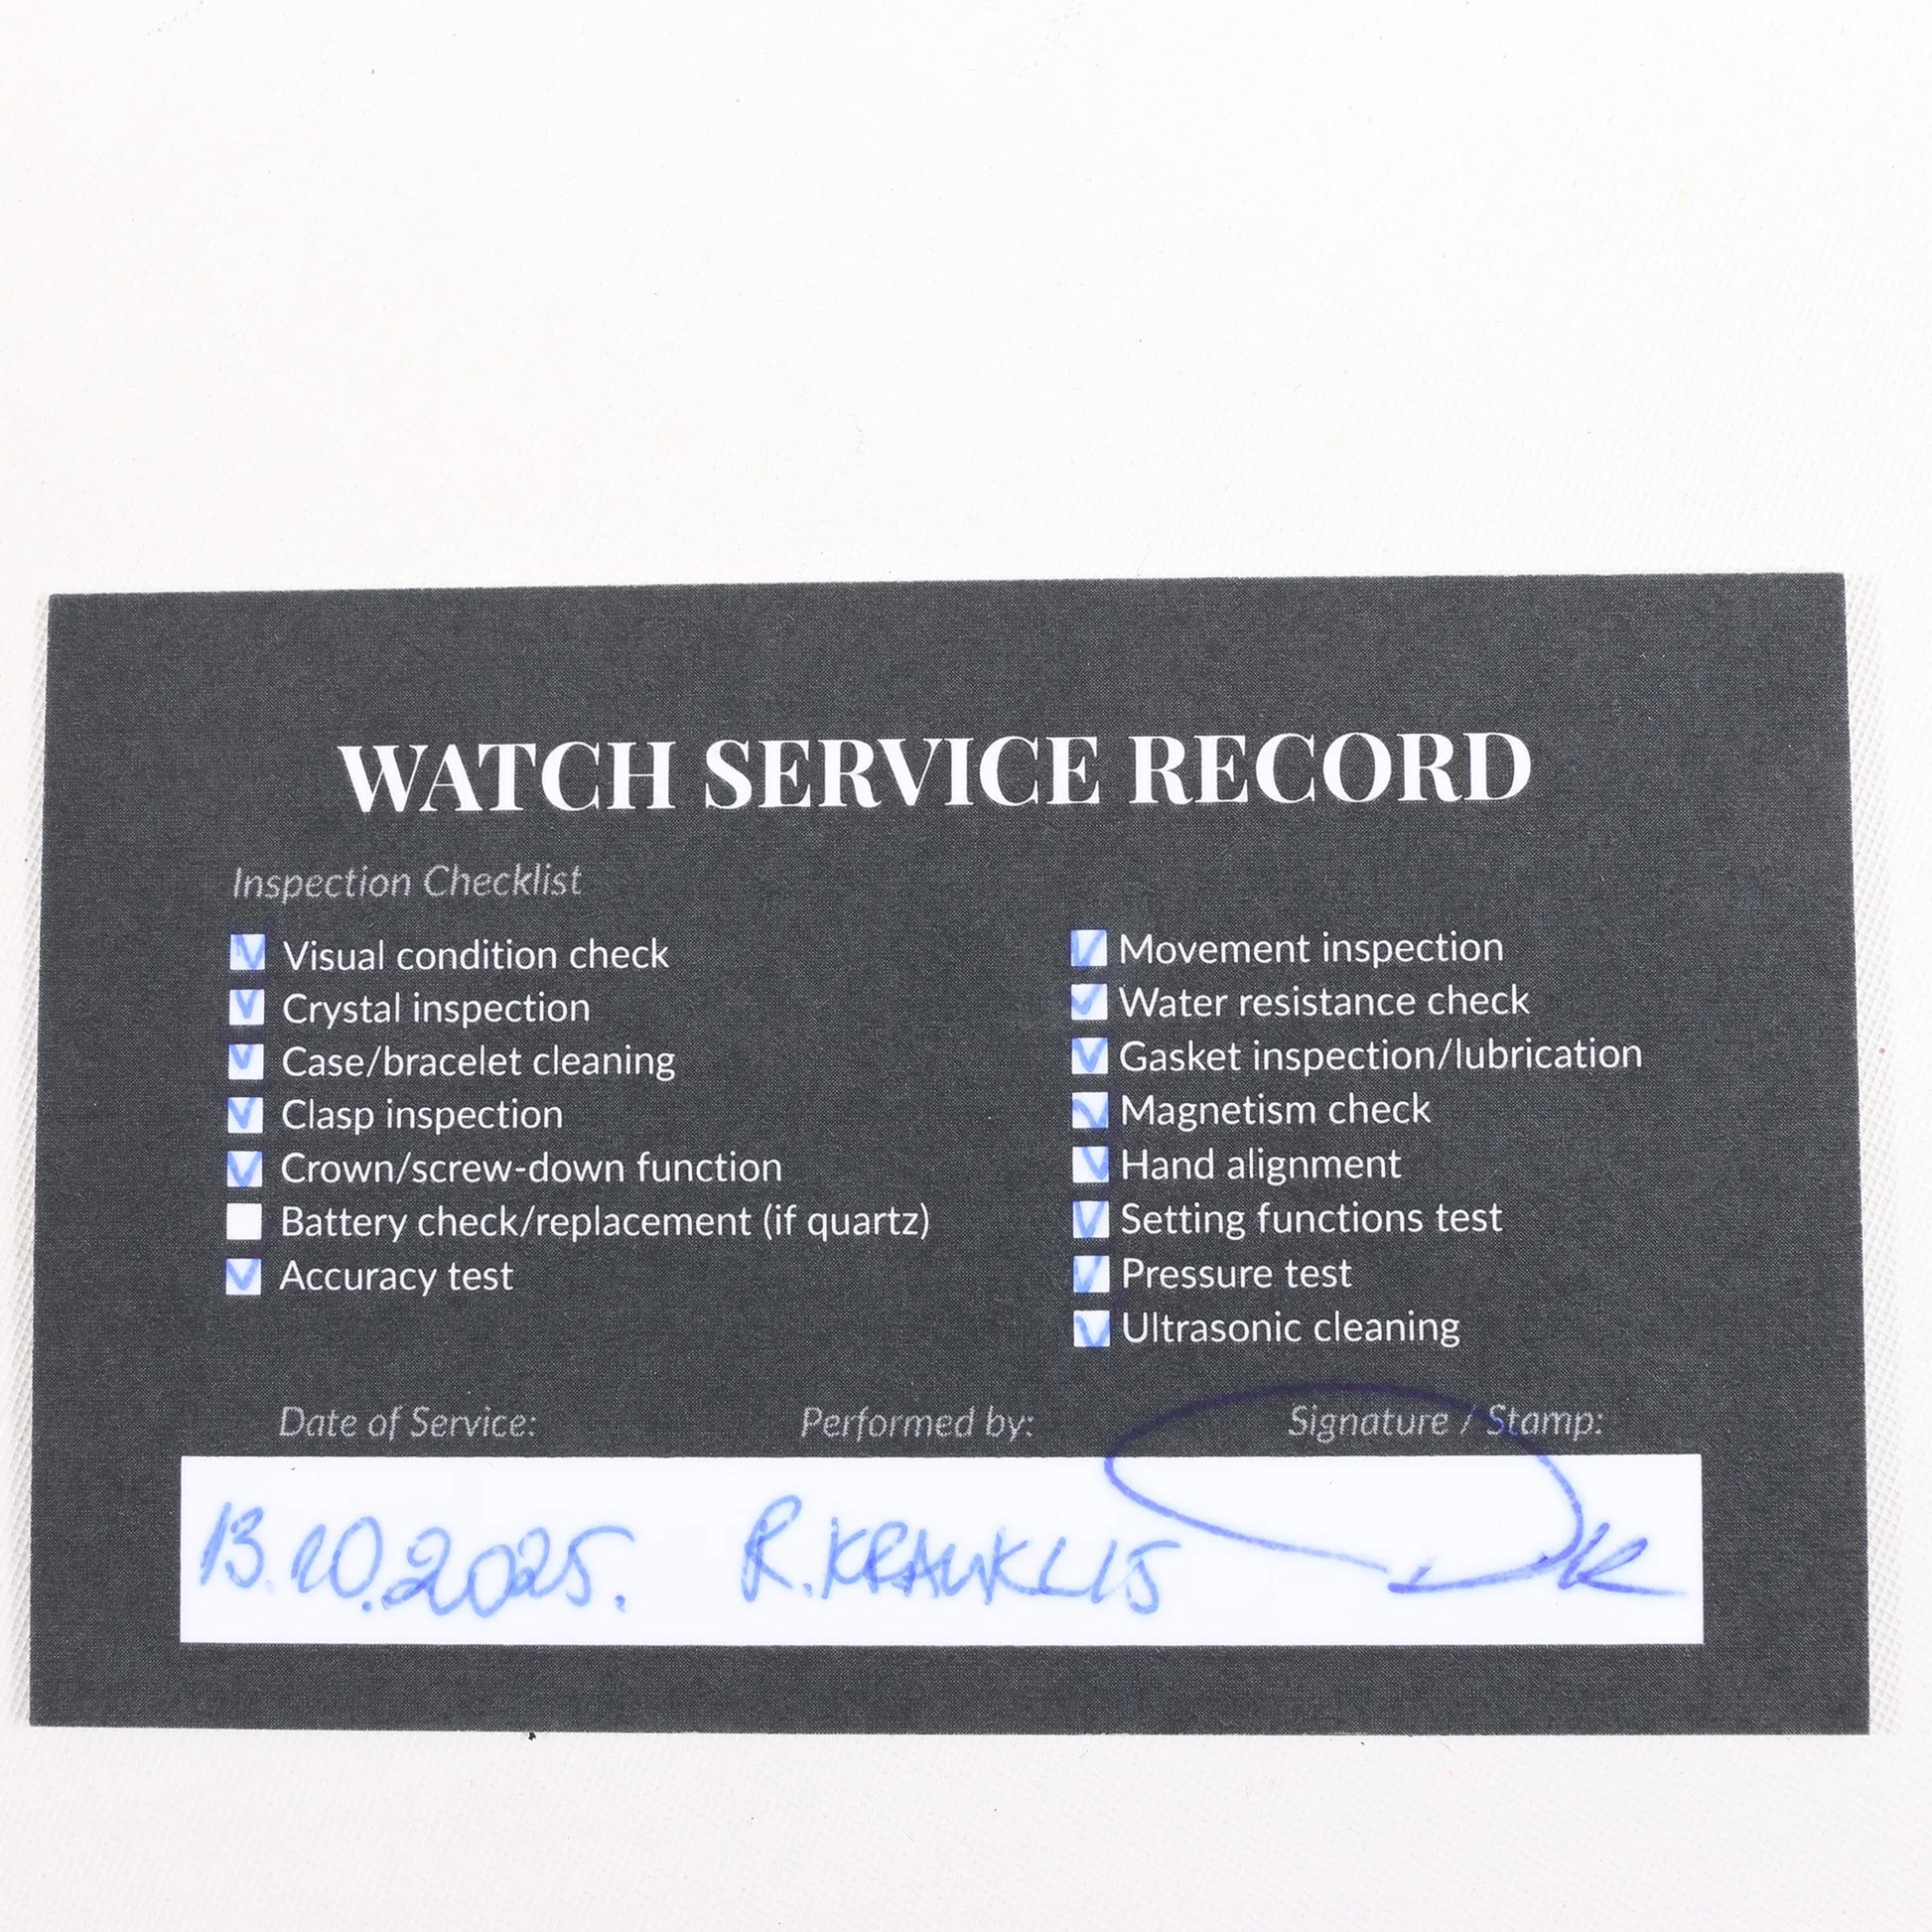 WATCH SERVICE RECORD
Inspection Checklist
Visual condition check
Crystal inspection
Case/bracelet cleaning
Clasp inspection
Crown/screw-down function
Battery check/replacement (if quartz)
Accuracy test
Movement inspection
Water resistance check
Gasket inspection/lubrication
Magnetism check
Hand alignment
Setting functions test
Pressure test
Ultrasonic cleaning
Date of Service: Performed by: Signature / Stamp:
13.10.2025. R.KRAUKLIS